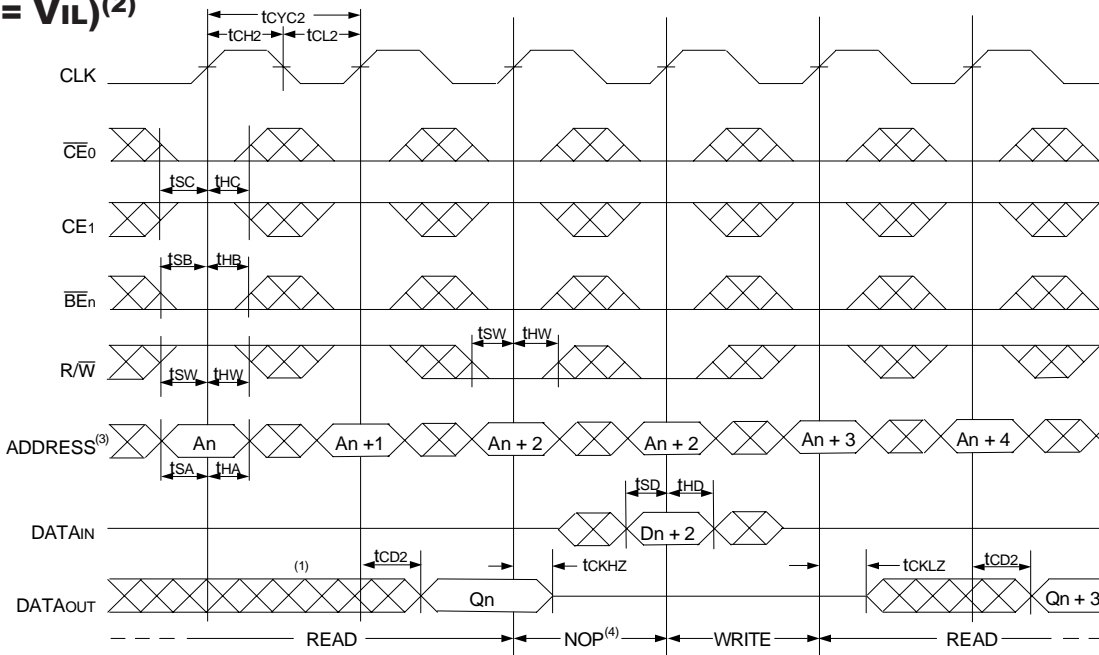 = VIL)(2)
tCYC2
tCH2 tCL2
CLK
CE0
tSC tHC
CE1
tSB tHB
BEn
tSW tHW
R/W
tSW tHW
ADDRESS(3) An An +1 An + 2 An + 2 An + 3 An + 4
tSA tHA
tSD tHD
DATAIN Dn + 2
(1) tCD2 tCKHZ tCKLZ tCD2
DATAOUT Qn Qn + 3
READ NOP(4) WRITE READ